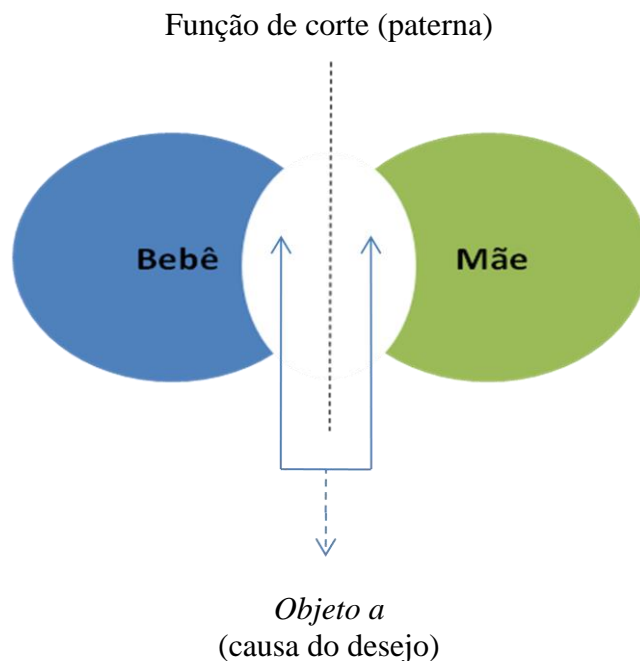 Função de corte (paterna)
Bebê
Mãe
Objeto a
(causa do desejo)